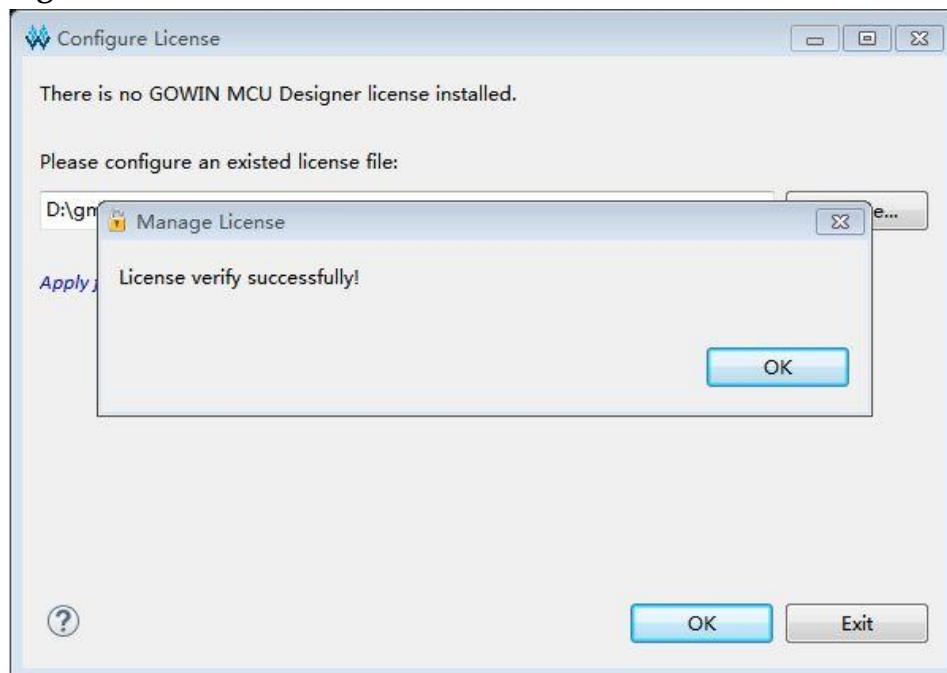 Configure License
There is no GOWIN MCU Designer license installed.
Please configure an existed license file:
D:\gm
e...
Manage License
Apply
License verify successfully!
OK
OK
Exit